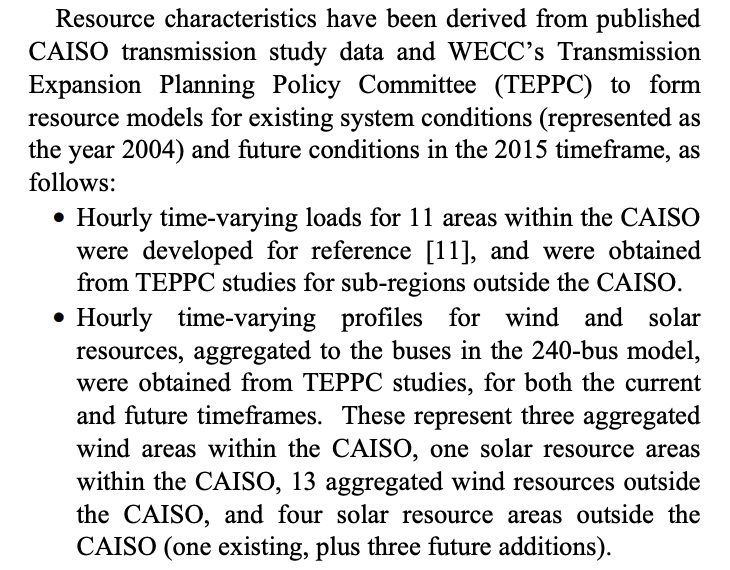 Resource characteristics have been derived from published
CAISO transmission study data and WECC's Transmission
Expansion Planning Policy Committee (TEPPC) to form
resource models for existing system conditions (represented as
the year 2004) and future conditions in the 2015 timeframe, as
follows:
• Hourly time-varying loads for 11 areas within the CAISO
were developed for reference [11], and were obtained
from TEPPC studies for sub-regions outside the CAISO.
• Hourly time-varying profiles for wind and solar
resources, aggregated to the buses in the 240-bus model,
were obtained from TEPPC studies, for both the current
and future timeframes. These represent three aggregated
wind areas within the CAISO, one solar resource areas
within the CAISO, 13 aggregated wind resources outside
the CAISO, and four solar resource areas outside the
CAISO (one existing, plus three future additions).